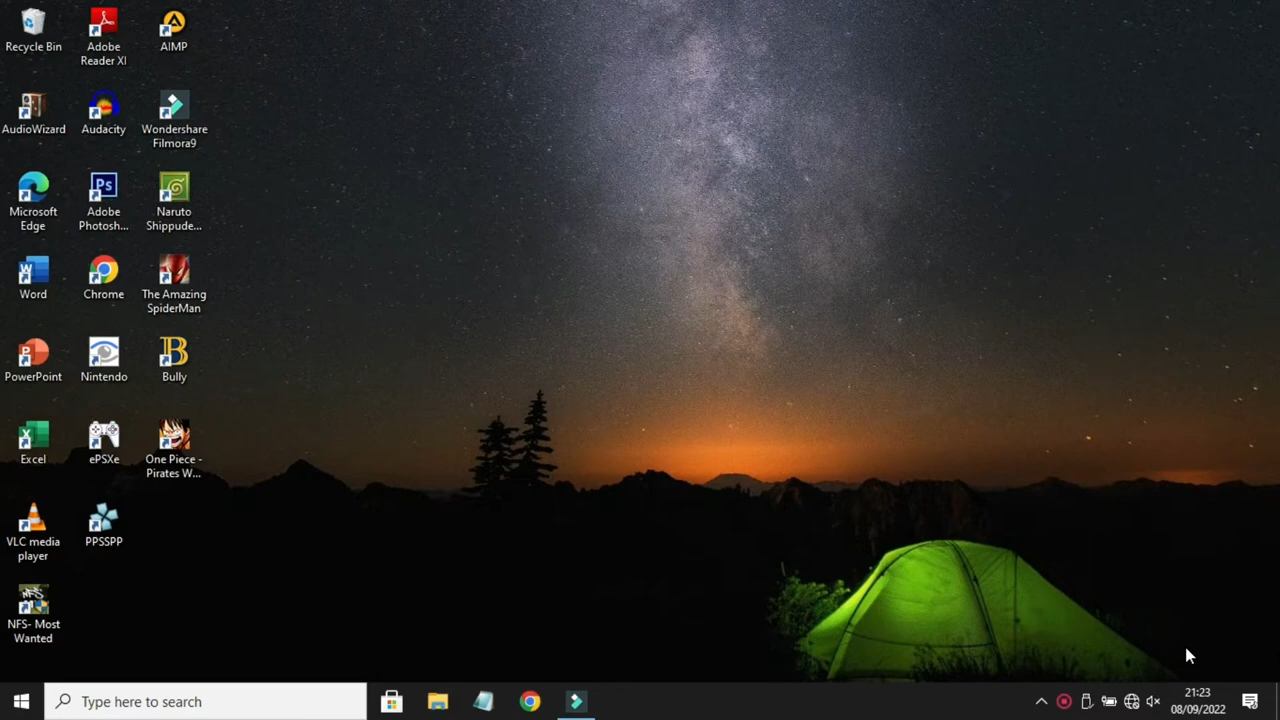 Recycle Bin
Adobe
Reader XI
AIMP
AudioWizard
Audacity
Wondershare
Filmora9
Microsoft
Edge
Ps
Adobe
Photosh...
Naruto
Shippude...
W
Word
Chrome
The Amazing
SpiderMan
P
PowerPoint
Nintendo
B
Bully
X
Excel
ePSXe
One Piece -
Pirates W...
VLC media
player
PPSSPP
NFS
NFS- Most
Wanted
Type here to search
21:23
08/09/2022